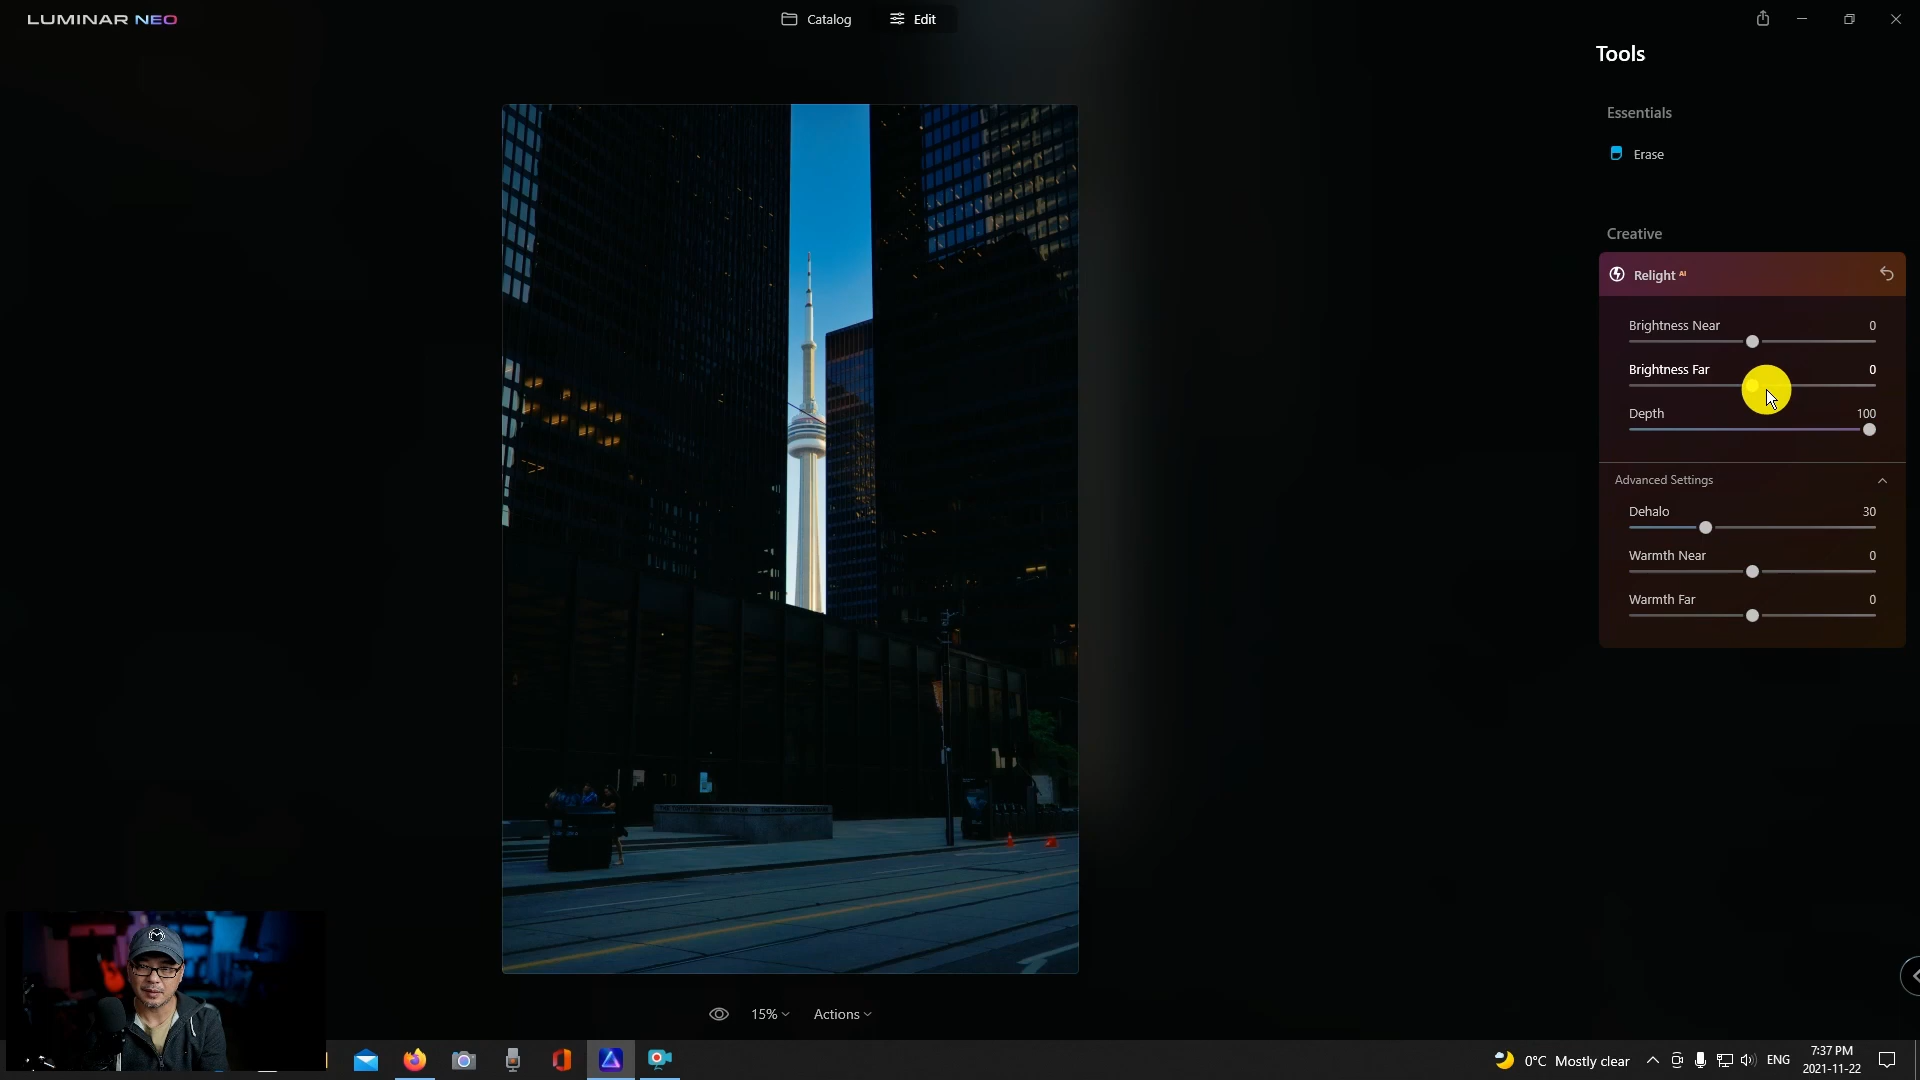 LUMINAR NEO
Catalog
Edit
Tools
Essentials
Erase
Creative
Relight AI
Brightness Near 0
Brightness Far 0
Depth 100
Advanced Settings
Dehalo 30
Warmth Near 0
Warmth Far 0
15%
Actions
0°C Mostly clear
ENG
7:37 PM
2021-11-22